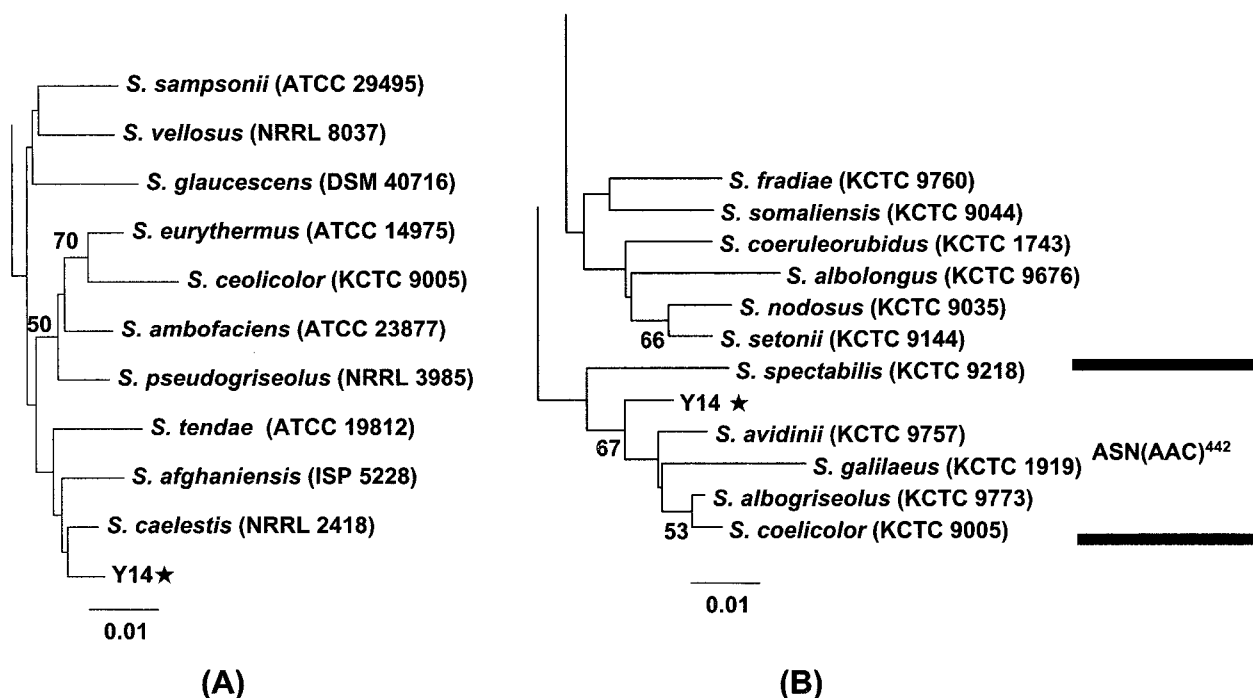 S. sampsonii (ATCC 29495)
S. vellosus (NRRL 8037)
S. glaucescens (DSM 40716)
S. eurythermus (ATCC 14975)
70
S. ceolicolor (KCTC 9005)
50
S. ambofaciens (ATCC 23877)
S. pseudogriseolus (NRRL 3985)
S. tendae (ATCC 19812)
S. afghaniensis (ISP 5228)
S. caelestis (NRRL 2418)
Y14★
0.01
(A)
S. fradiae (KCTC 9760)
S. somaliensis (KCTC 9044)
S. coeruleorubidus (KCTC 1743)
S. albolongus (KCTC 9676)
S. nodosus (KCTC 9035)
66
S. setonii (KCTC 9144)
S. spectabilis (KCTC 9218)
Y14 ★
67
S. avidinii (KCTC 9757)
ASN(AAC)442
S. galilaeus (KCTC 1919)
S. albogriseolus (KCTC 9773)
53
S. coelicolor (KCTC 9005)
0.01
(B)